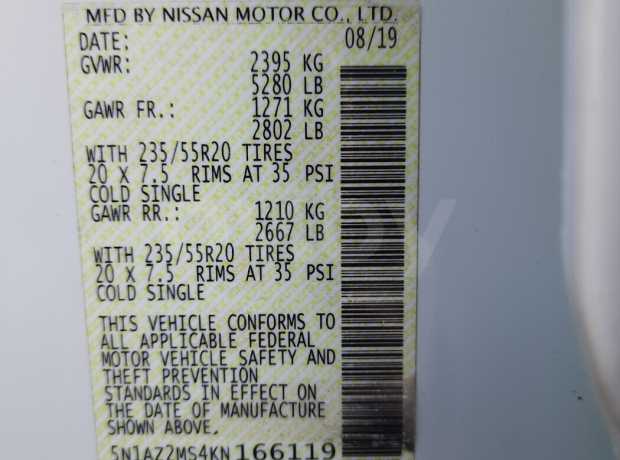 MFD BY NISSAN MOTOR CO., LTD.
DATE: 08/19
GVWR: 2395 KG
5280 LB
GAWR FR.: 1271 KG
2802 LB
WITH 235/55R20 TIRES
20 X 7.5 RIMS AT 35 PSI
COLD SINGLE
GAWR RR.: 1210 KG
2667 LB
WITH 235/55R20 TIRES
20 X 7.5 RIMS AT 35 PSI
COLD SINGLE
THIS VEHICLE CONFORMS TO
ALL APPLICABLE FEDERAL
MOTOR VEHICLE SAFETY AND
THEFT PREVENTION
STANDARDS IN EFFECT ON
THE DATE OF MANUFACTURE
SHOWN ABOVE.
5N1AZ2MS4KN166119